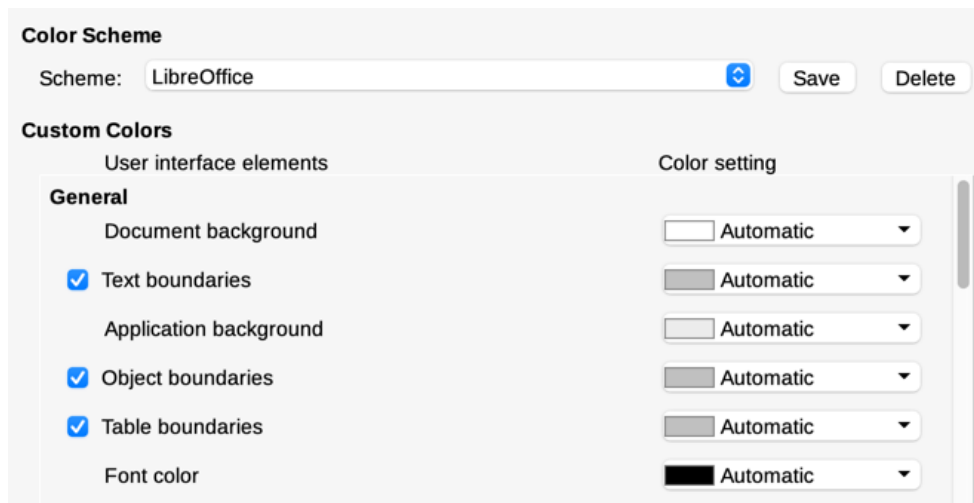 Color Scheme
Scheme: LibreOffice Save Delete
Custom Colors
User interface elements Color setting
General
Document background Automatic
Text boundaries Automatic
Application background Automatic
Object boundaries Automatic
Table boundaries Automatic
Font color Automatic